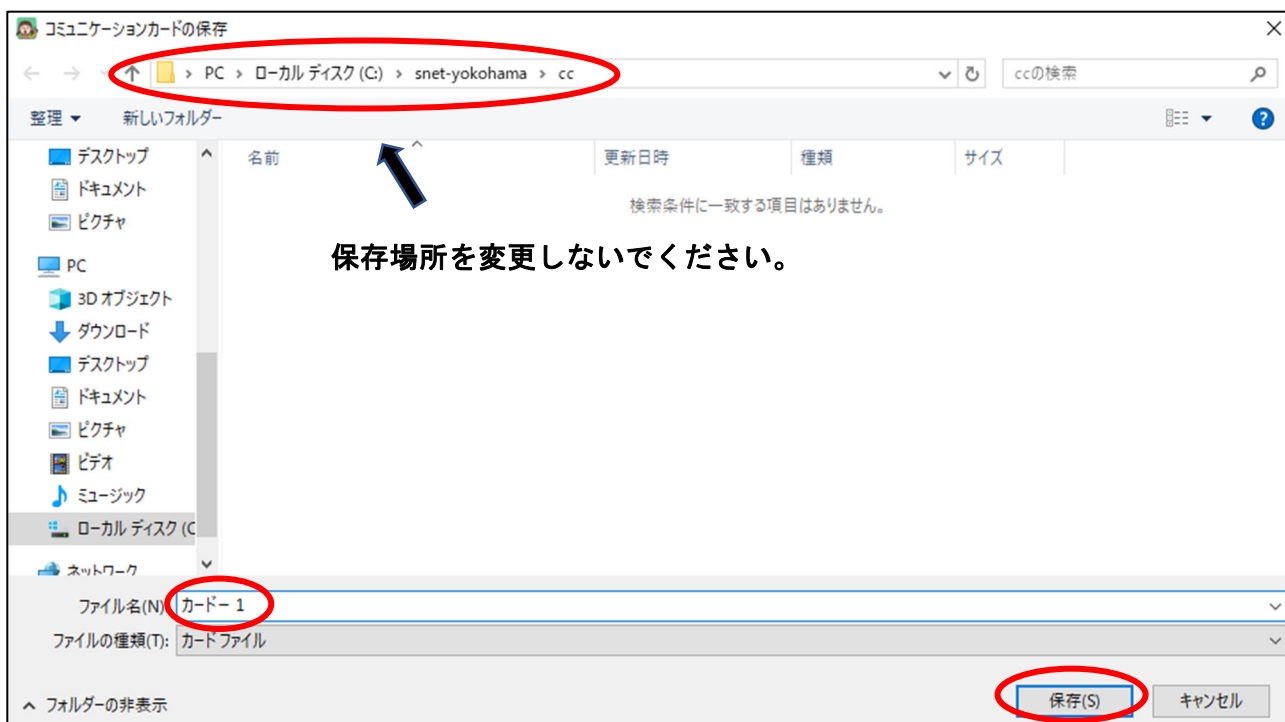 コミュニケーションカードの保存
PC › ローカル ディスク (C:) › snet-yokohama › cc
ccの検索
整理
新しいフォルダー
名前 更新日時 種類 サイズ
検索条件に一致する項目はありません。
保存場所を変更しないでください。
デスクトップ
ドキュメント
ピクチャ
PC
3D オブジェクト
ダウンロード
デスクトップ
ドキュメント
ピクチャ
ビデオ
ミュージック
ローカル ディスク (C
ネットワーク
ファイル名(N) カードー 1
ファイルの種類(T): カード ファイル
フォルダーの非表示
保存(S) キャンセル